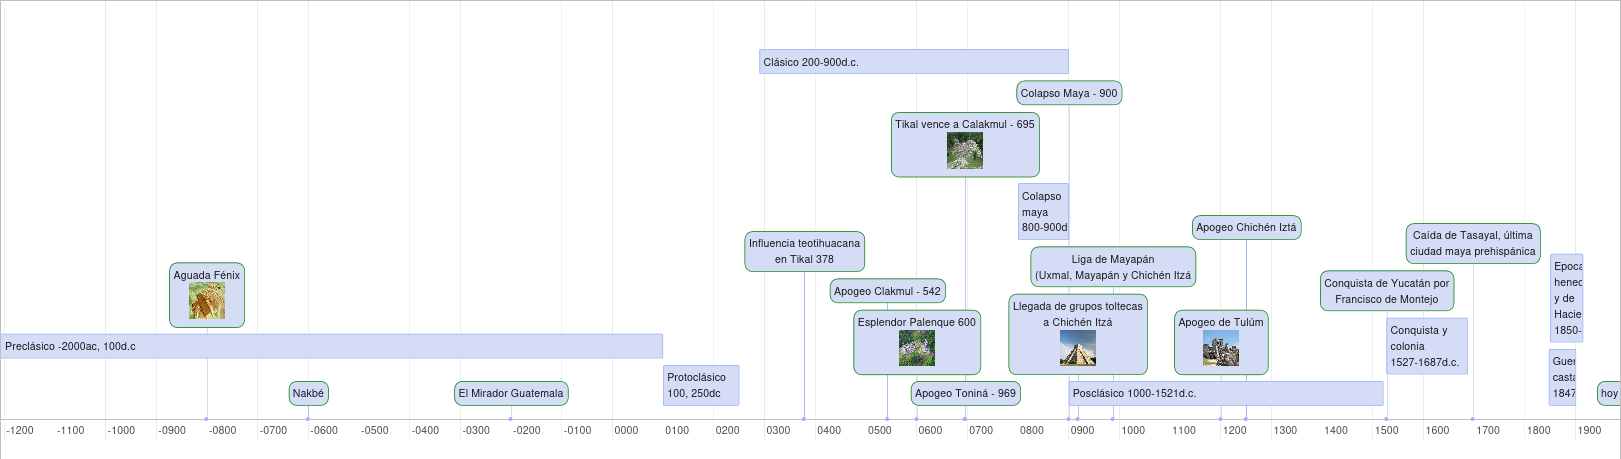 Clásico 200-900d.c.
Colapso Maya - 900
Tikal vence a Calakmul - 695
Colapso
maya
800-900d
Apogeo Chichén Iztá
Influencia teotihuacana
en Tikal 378
Caída de Tasayal, última
ciudad maya prehispánica
Liga de Mayapán
(Uxmal, Mayapán y Chichén Itzá
Aguada Fénix
Apogeo Clakmul - 542
Conquista de Yucatán por
Francisco de Montejo
Epoca
heneq
y de
Hacie
1850-
Llegada de grupos toltecas
a Chichén Itzá
Esplendor Palenque 600
Apogeo de Tulúm
Conquista y
colonia
1527-1687d.c.
Preclásico -2000ac, 100d.c
Protoclásico
100, 250dc
Guer
casta
1847
Nakbé
El Mirador Guatemala
Apogeo Toniná - 969
Posclásico 1000-1521d.c.
hoy
-1200 -1100 -1000 -0900 -0800 -0700 -0600 -0500 -0400 -0300 -0200 -0100 0000 0100 0200 0300 0400 0500 0600 0700 0800 0900 1000 1100 1200 1300 1400 1500 1600 1700 1800 1900